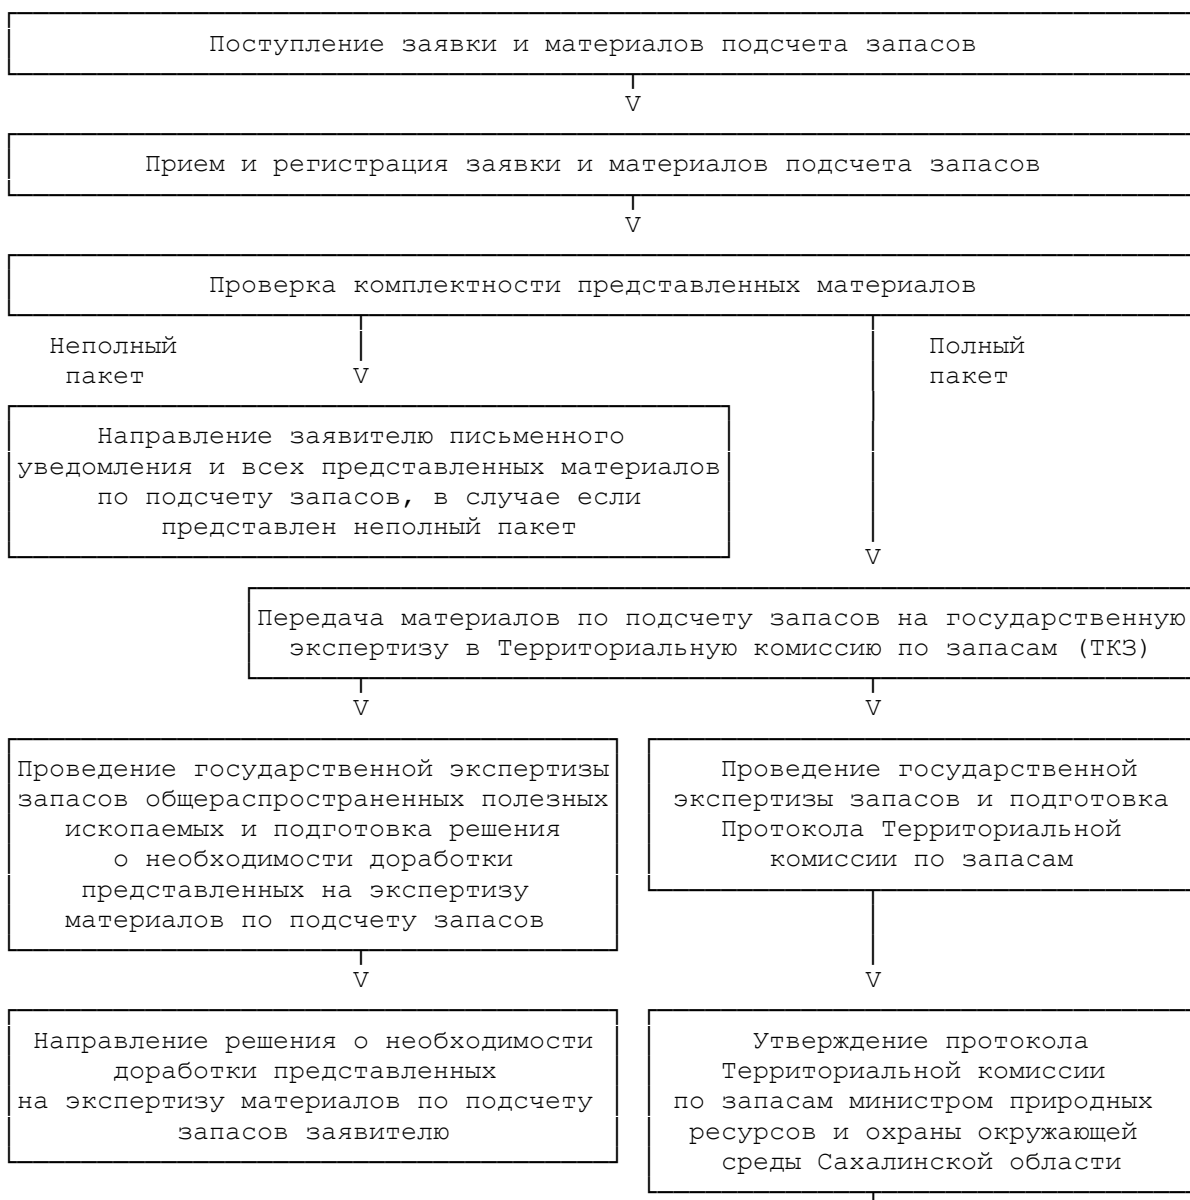 Поступление заявки и материалов подсчета запасов
V
Прием и регистрация заявки и материалов подсчета запасов
V
Проверка комплектности представленных материалов
Неполный
пакет
V
Полный
пакет
Направление заявителю письменного
уведомления и всех представленных материалов
по подсчету запасов, в случае если
представлен неполный пакет
V
Передача материалов по подсчету запасов на государственную
экспертизу в Территориальную комиссию по запасам (ТКЗ)
V
V
Проведение государственной экспертизы
запасов общераспространенных полезных
ископаемых и подготовка решения
о необходимости доработки
представленных на экспертизу
материалов по подсчету запасов
V
Проведение государственной
экспертизы запасов и подготовка
Протокола Территориальной
комиссии по запасам
V
Направление решения о необходимости
доработки представленных
на экспертизу материалов по подсчету
запасов заявителю
Утверждение протокола
Территориальной комиссии
по запасам министром природных
ресурсов и охраны окружающей
среды Сахалинской области